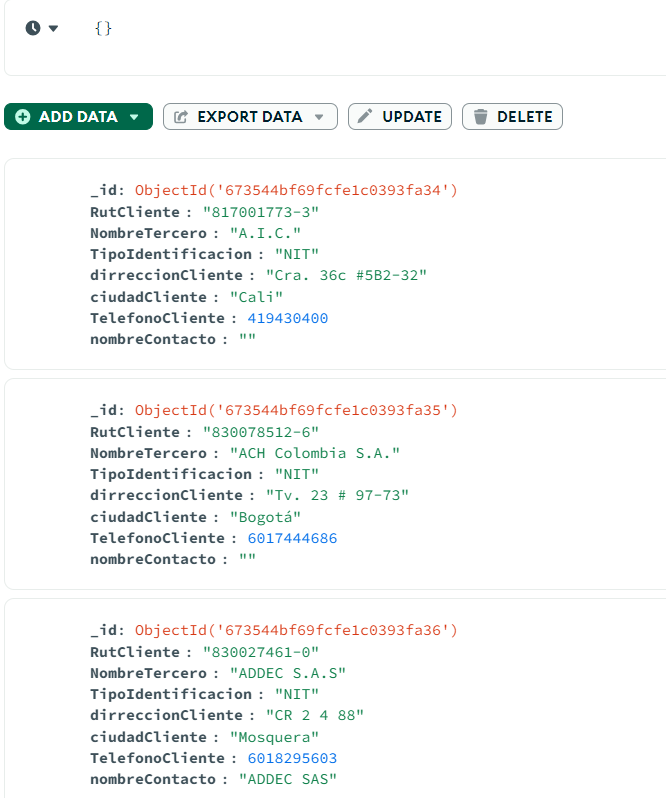 {}
ADD DATA EXPORT DATA UPDATE DELETE
_id: ObjectId('673544bf69fcfe1c0393fa34')
RutCliente : "817001773-3"
NombreTercero : "A.I.C."
TipoIdentificacion : "NIT"
dirreccionCliente : "Cra. 36c #5B2-32"
ciudadCliente : "Cali"
TelefonoCliente : 419430400
nombreContacto : ""
_id: ObjectId('673544bf69fcfe1c0393fa35')
RutCliente : "830078512-6"
NombreTercero : "ACH Colombia S.A."
TipoIdentificacion : "NIT"
dirreccionCliente : "Tv. 23 # 97-73"
ciudadCliente : "Bogotá"
TelefonoCliente : 6017444686
nombreContacto : ""
_id: ObjectId('673544bf69fcfe1c0393fa36')
RutCliente : "830027461-0"
NombreTercero : "ADDEC S.A.S"
TipoIdentificacion : "NIT"
dirreccionCliente : "CR 2 4 88"
ciudadCliente : "Mosquera"
TelefonoCliente : 6018295603
nombreContacto : "ADDEC SAS"